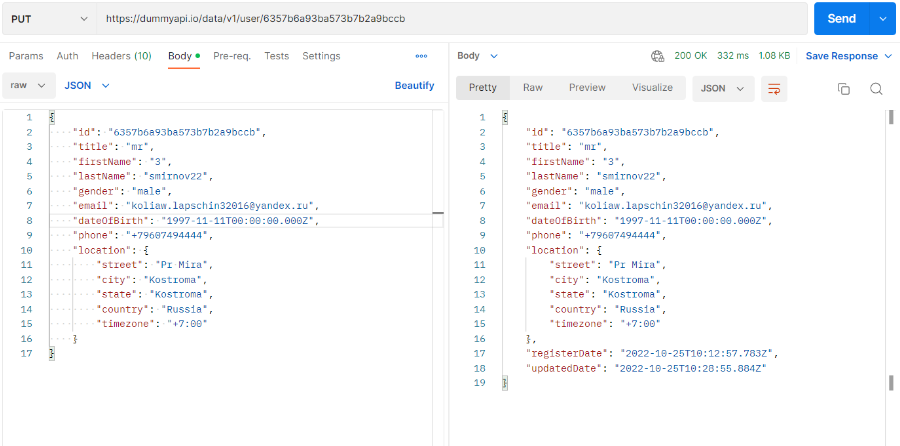 PUT https://dummyapi.io/data/v1/user/6357b6a93ba573b7b2a9bccb Send
Params Auth Headers (10) Body Pre-req. Tests Settings
raw JSON Beautify
1 {
2 "id": "6357b6a93ba573b7b2a9bccb",
3 "title": "mr",
4 "firstName": "3",
5 "lastName": "smirnov22",
6 "gender": "male",
7 "email": "koliaw.lapschin32016@yandex.ru",
8 "dateOfBirth": "1997-11-11T00:00:00.000Z",
9 "phone": "+79607494444",
10 "location": {
11 "street": "Pr Mira",
12 "city": "Kostroma",
13 "state": "Kostroma",
14 "country": "Russia",
15 "timezone": "+7:00"
16 }
17 }
Body 200 OK 332 ms 1.08 KB Save Response
Pretty Raw Preview Visualize JSON
1 {
2 "id": "6357b6a93ba573b7b2a9bccb",
3 "title": "mr",
4 "firstName": "3",
5 "lastName": "smirnov22",
6 "gender": "male",
7 "email": "koliaw.lapschin32016@yandex.ru",
8 "dateOfBirth": "1997-11-11T00:00:00.000Z",
9 "phone": "+79607494444",
10 "location": {
11 "street": "Pr Mira",
12 "city": "Kostroma",
13 "state": "Kostroma",
14 "country": "Russia",
15 "timezone": "+7:00"
16 },
17 "registerDate": "2022-10-25T10:12:57.783Z",
18 "updatedDate": "2022-10-25T10:28:55.884Z"
19 }